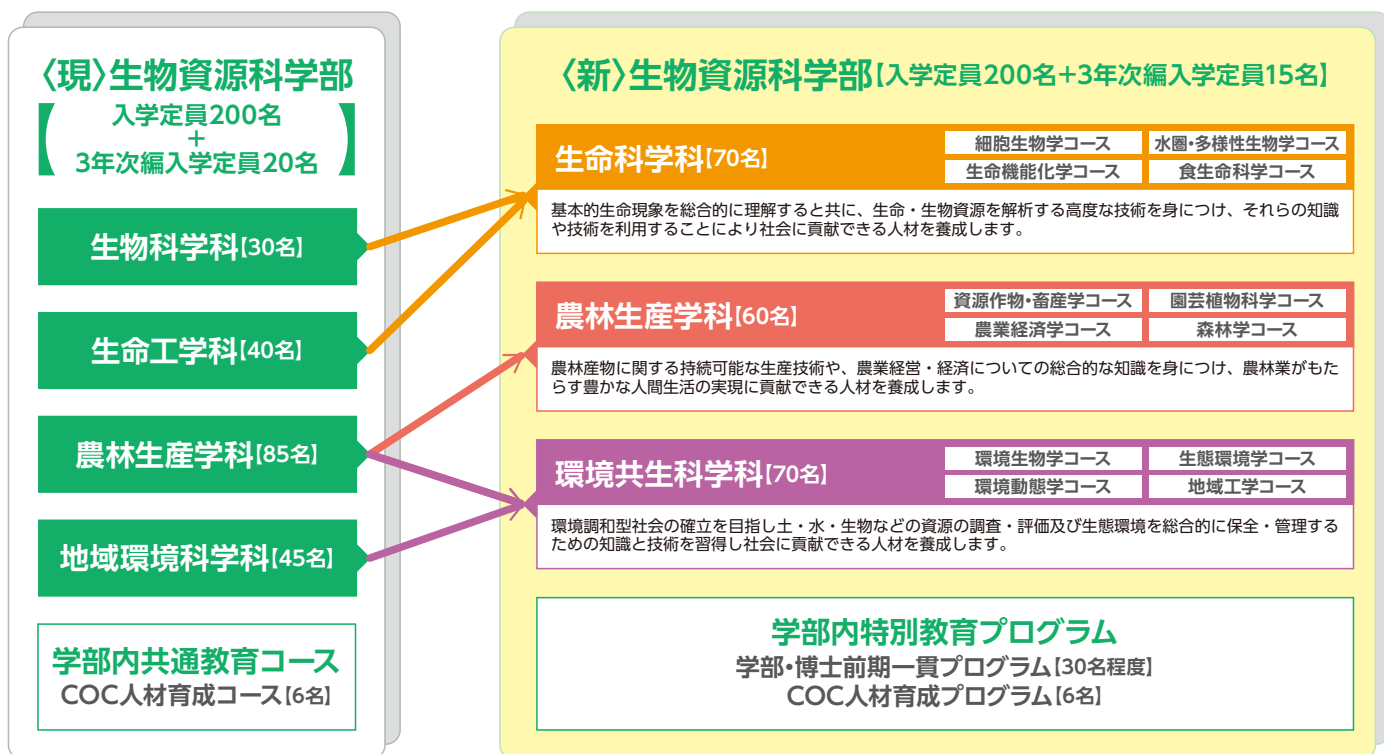 〈現〉生物資源科学部
【入学定員200名
+
3年次編入学定員20名】
生物科学科【30名】
生命工学科【40名】
農林生産学科【85名】
地域環境科学科【45名】
学部内共通教育コース
COC人材育成コース【6名】
〈新〉生物資源科学部【入学定員200名+3年次編入学定員15名】
生命科学科【70名】
細胞生物学コース
水圏・多様性生物学コース
生命機能化学コース
食生命科学コース
基本的生命現象を総合的に理解すると共に、生命・生物資源を解析する高度な技術を身につけ、それらの知識
や技術を利用することにより社会に貢献できる人材を養成します。
農林生産学科【60名】
資源作物・畜産学コース
園芸植物科学コース
農業経済学コース
森林学コース
農林産物に関する持続可能な生産技術や、農業経営・経済についての総合的な知識を身につけ、農林業がもた
らす豊かな人間生活の実現に貢献できる人材を養成します。
環境共生科学科【70名】
環境生物学コース
生態環境学コース
環境動態学コース
地域工学コース
環境調和型社会の確立を目指し土・水・生物などの資源の調査・評価及び生態環境を総合的に保全・管理する
ための知識と技術を習得し社会に貢献できる人材を養成します。
学部内特別教育プログラム
学部・博士前期一貫プログラム【30名程度】
COC人材育成プログラム【6名】